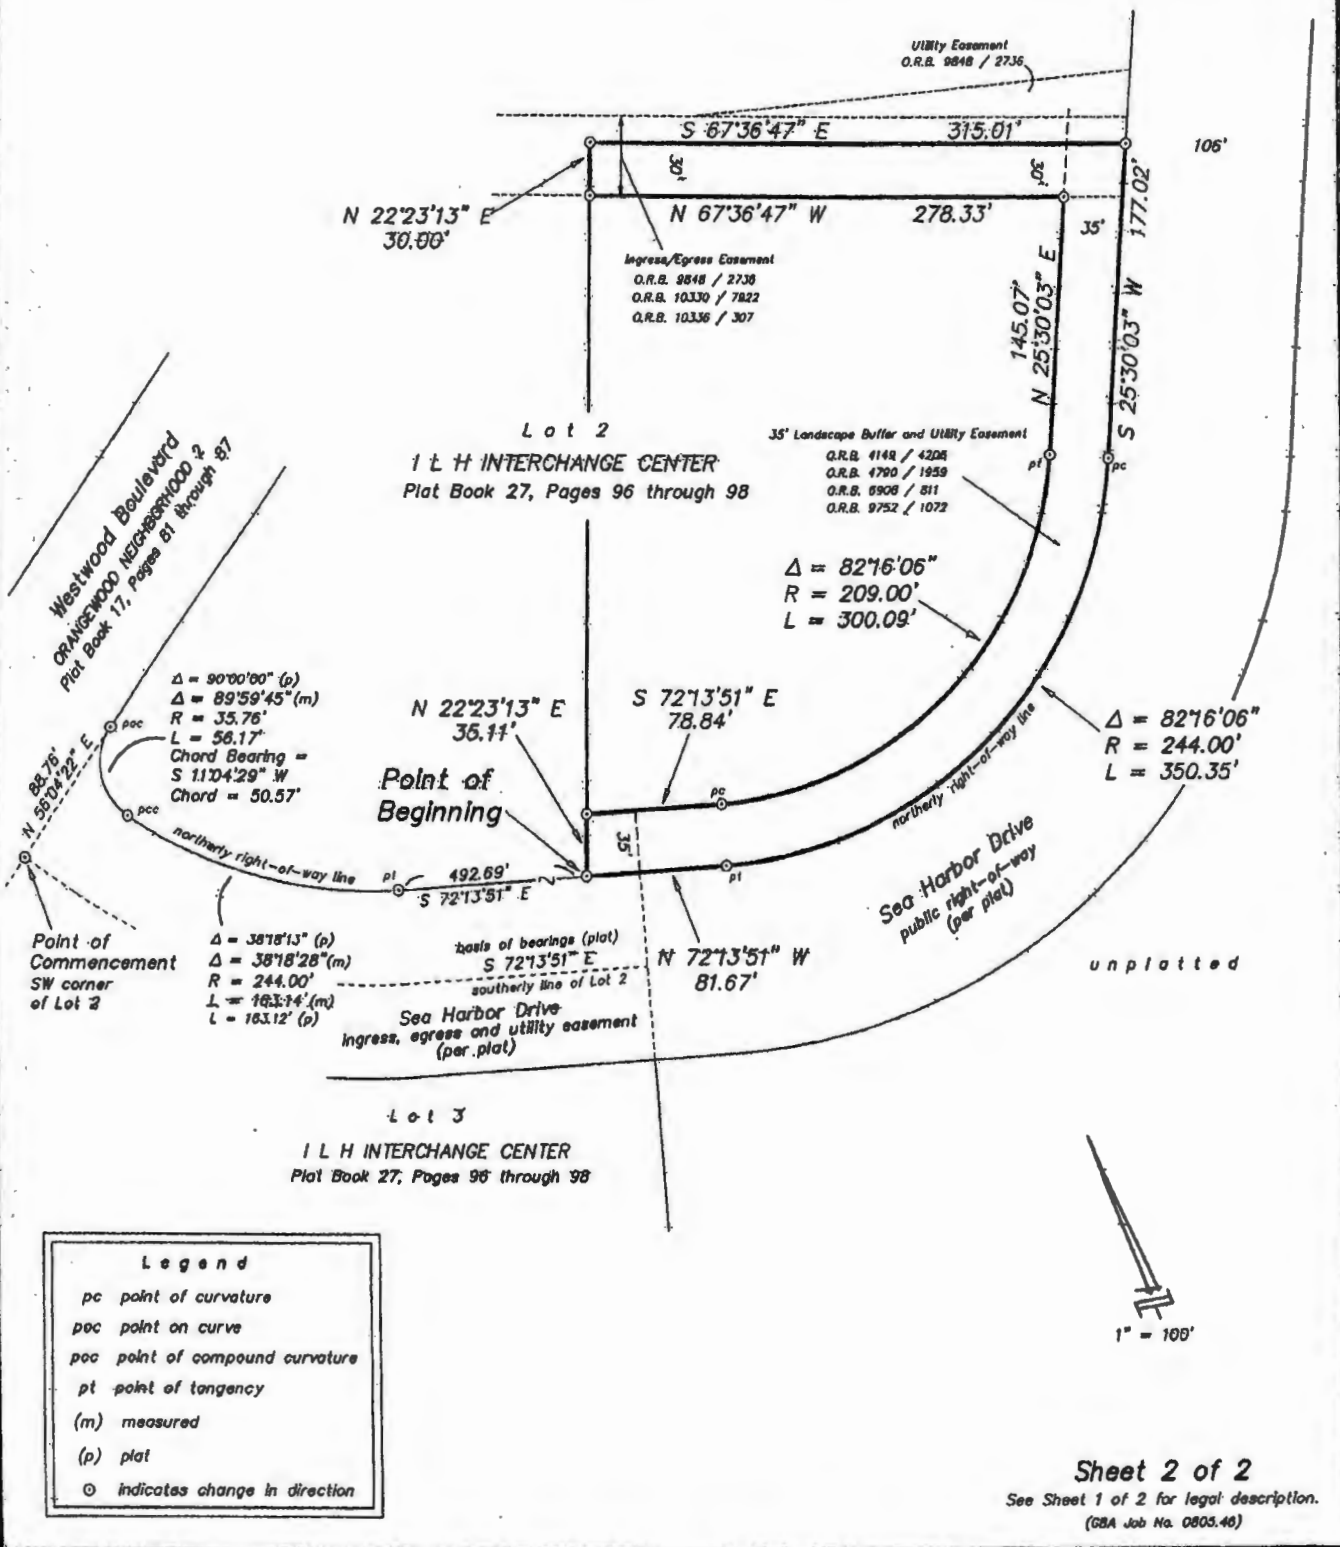 Utility Easement
O.R.B. 9848 / 2736
S 67°36'47" E 315.01'
106'
30'
30'
177.02'
N 22°23'13" E
30.00'
N 67°36'47" W 278.33'
35'
Ingress/Egress Easement
O.R.B. 9848 / 2736
O.R.B. 10330 / 7822
O.R.B. 10336 / 307
145.07'
N 25°30'03" E
S 25°30'03" W
Lot 2
I L H INTERCHANGE CENTER
Plat Book 27, Pages 96 through 98
35' Landscape Buffer and Utility Easement
O.R.B. 4149 / 4206
O.R.B. 4790 / 1959
O.R.B. 6906 / 811
O.R.B. 9752 / 1072
pt
pc
Westwood Boulevard
ORANGEWOOD NEIGHBORHOOD 2
Plat Book 17, Pages 81 through 87
Δ = 82°16'06"
R = 209.00'
L = 300.09'
Δ = 90°00'00" (p)
Δ = 89°59'45"(m)
R = 35.76'
L = 56.17'
Chord Bearing =
S 11°04'29" W
Chord = 50.57'
poc
pcc
88.76'
N 56°04'22" E
N 22°23'13" E
35.11'
S 72°13'51" E
78.84'
Δ = 82°16'06"
R = 244.00'
L = 350.35'
Point of
Beginning
pc
northerly right-of-way line
northerly right-of-way line
35'
pt
492.69'
S 72°13'51" E
pt
Sea Harbor Drive
public right-of-way
(per plat)
Point of
Commencement
SW corner
of Lot 2
Δ = 38°18'13" (p)
Δ = 38°18'28"(m)
R = 244.00'
L = 163.14'(m)
L = 163.12' (p)
basis of bearings (plat)
S 72°13'51" E
southerly line of Lot 2
N 72°13'51" W
81.67'
unplatted
Sea Harbor Drive
ingress, egress and utility easement
(per plat)
Lot 3
I L H INTERCHANGE CENTER
Plat Book 27, Pages 96 through 98
Legend
pc point of curvature
poc point on curve
pcc point of compound curvature
pt point of tangency
(m) measured
(p) plat
⊙ indicates change in direction
1" = 100'
Sheet 2 of 2
See Sheet 1 of 2 for legal description.
(GBA Job No. 0805.46)